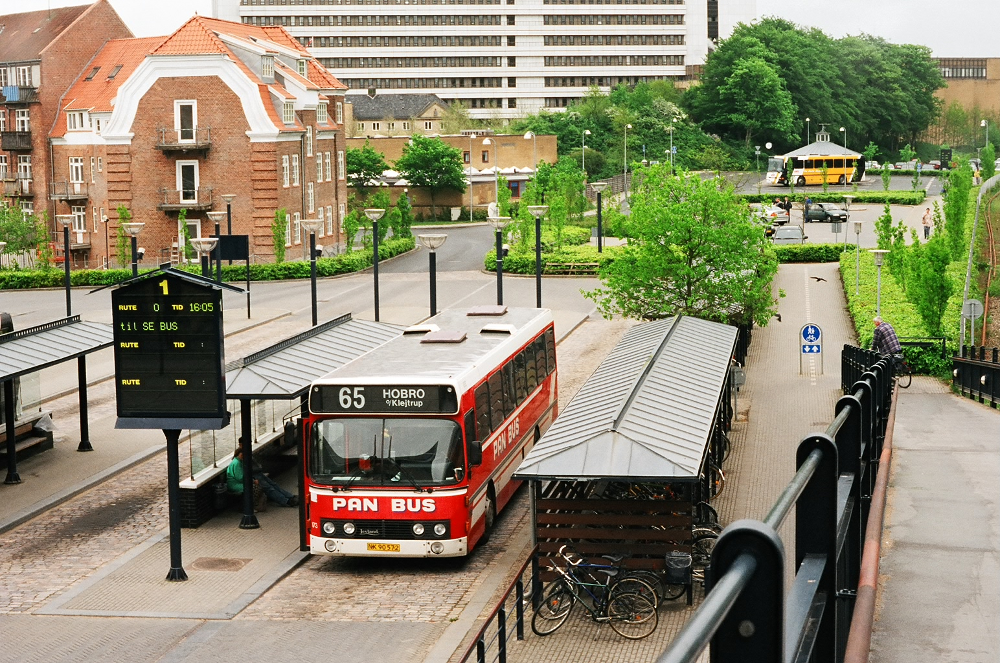 1
RUTE 0 TID 16:05
til SE BUS
RUTE TID :
RUTE TID :
65 HOBRO
o/Klejtrup
PAN BUS
PAN BUS
173
Leyland
NK 90 572